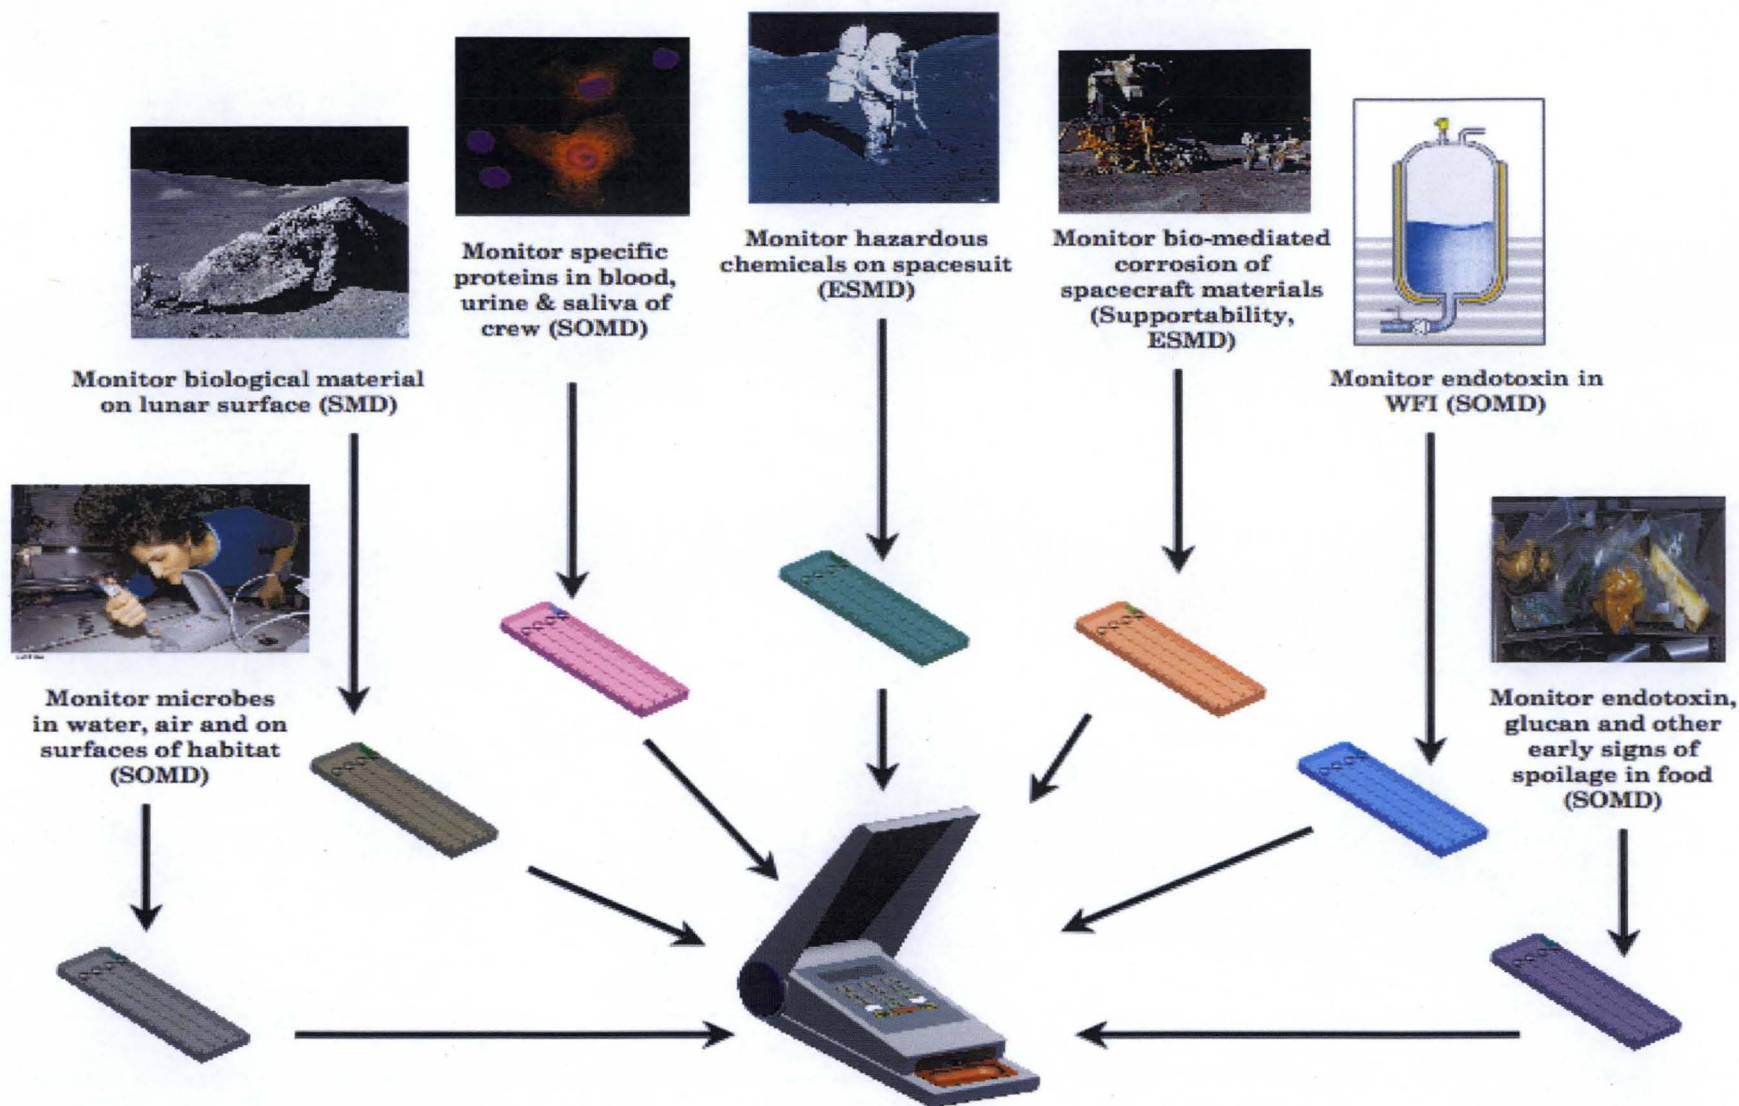 Monitor biological material
on lunar surface (SMD)
Monitor specific
proteins in blood,
urine & saliva of
crew (SOMD)
Monitor hazardous
chemicals on spacesuit
(ESMD)
Monitor bio-mediated
corrosion of
spacecraft materials
(Supportability,
ESMD)
Monitor endotoxin in
WFI (SOMD)
Monitor microbes
in water, air and on
surfaces of habitat
(SOMD)
Monitor endotoxin,
glucan and other
early signs of
spoilage in food
(SOMD)